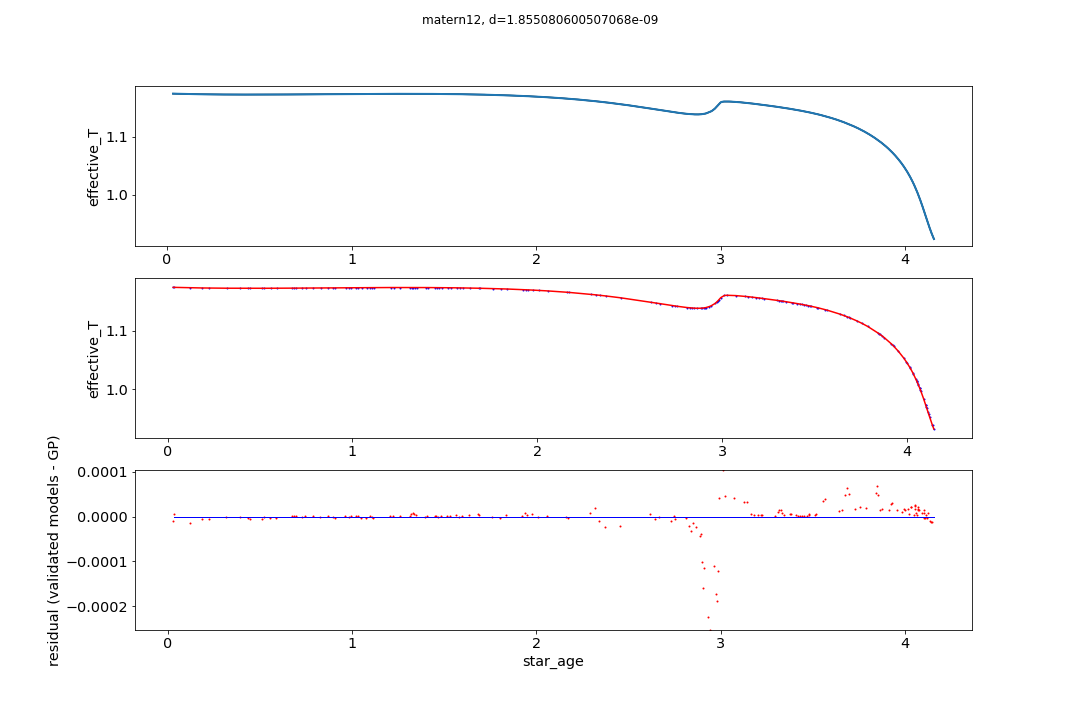 matern12, d=1.855080600507068e-09
effective_T
1.1
1.0
0 1 2 3 4
effective_T
1.1
1.0
0 1 2 3 4
residual (validated models - GP)
0.0001
0.0000
−0.0001
−0.0002
0 1 2 3 4
star_age